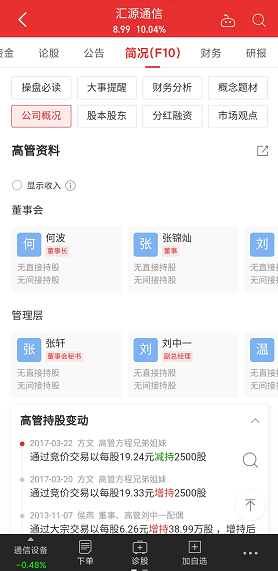 汇源通信
8.99 10.04%
资金 论股 公告 简况(F10) 财务 研报
操盘必读 大事提醒 财务分析 概念题材
公司概况 股本股东 分红融资 市场观点
高管资料
显示收入
董事会
何 何波 张 张锦灿 刘
董事长 董事
无直接持股 无直接持股
无间接持股 无间接持股
管理层
张 张轩 刘 刘中一 温
董事会秘书 副总经理
无直接持股 无直接持股
无间接持股 无间接持股
高管持股变动
2017-03-22 方文 高管方程兄弟姐妹
通过竞价交易以每股19.24元减持2500股
2017-03-20 方文 高管方程兄弟姐妹
通过竞价交易以每股19.33元增持2500股
2013-11-07 侯燕 董事、高管刘中一配偶
通过大宗交易以每股6.26元增持38.99万股，增持后
通信设备 下单 诊股 加自选
-0.48%